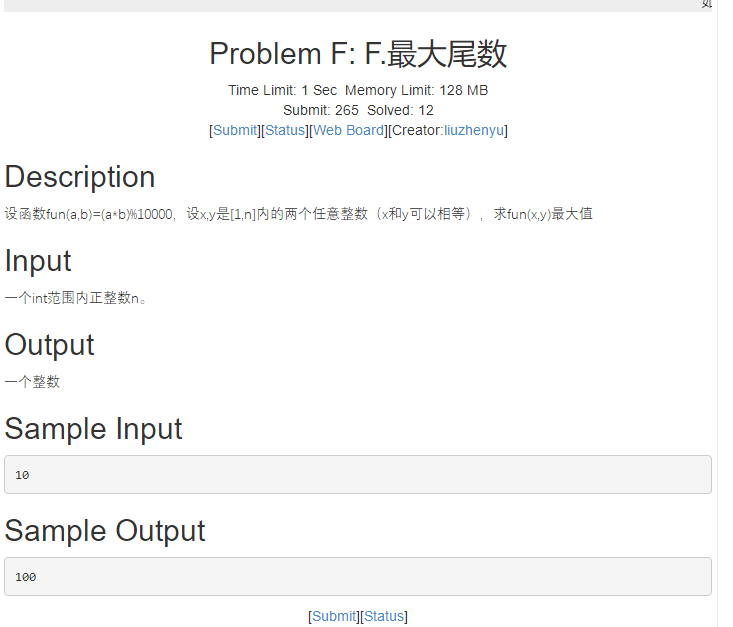 Problem F: F.最大尾数
Time Limit: 1 Sec  Memory Limit: 128 MB
Submit: 265  Solved: 12
[Submit][Status][Web Board][Creator:liuzhenyu]
Description
设函数fun(a,b)=(a*b)%10000，设x,y是[1,n]内的两个任意整数（x和y可以相等），求fun(x,y)最大值
Input
一个int范围内正整数n。
Output
一个整数
Sample Input
10
Sample Output
100
[Submit][Status]